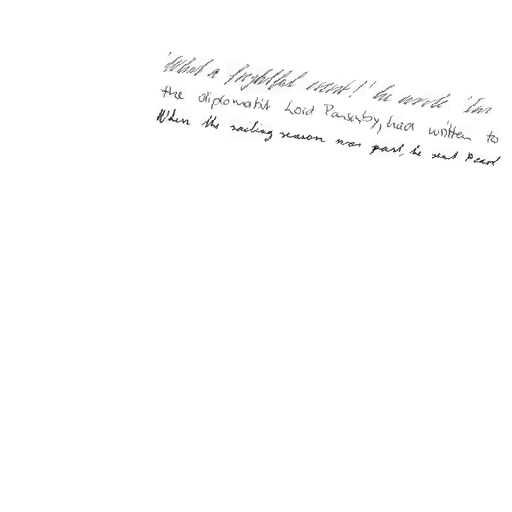 'What a frightful event!' he wrote. 'I'm
the diplomatist Lord Ponsonby, had written to
When the sailing season was past, he sent Pearl